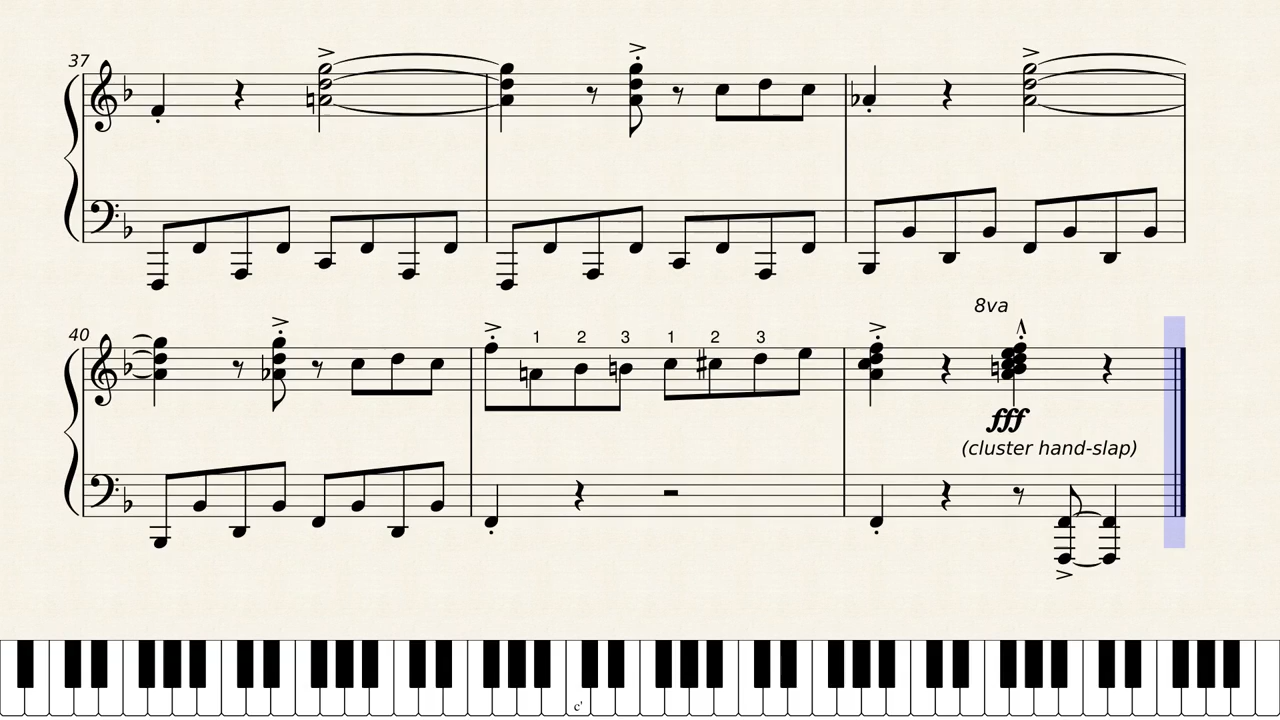 37
8va
40
1 2 3 1 2 3
fff
(cluster hand-slap)
c'